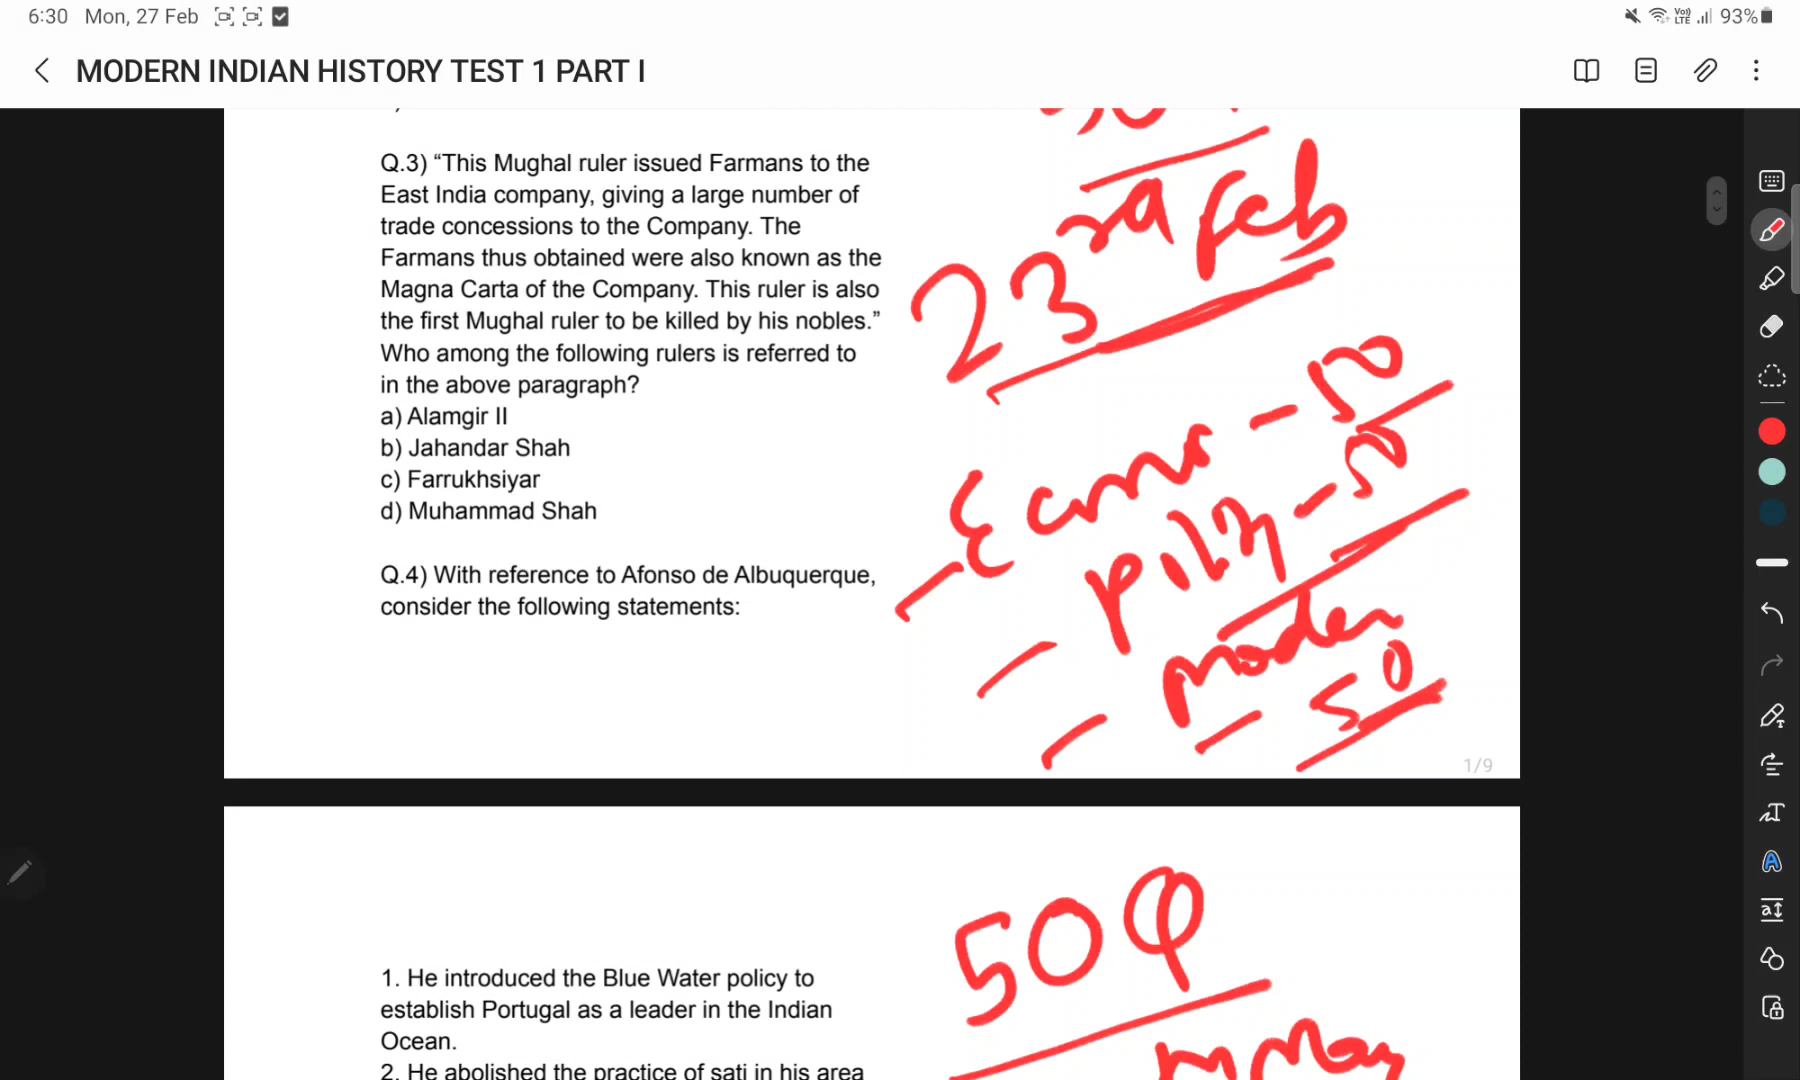 6:30 Mon, 27 Feb
93%
MODERN INDIAN HISTORY TEST 1 PART I
Q.3) “This Mughal ruler issued Farmans to the
East India company, giving a large number of
trade concessions to the Company. The
Farmans thus obtained were also known as the
Magna Carta of the Company. This ruler is also
the first Mughal ruler to be killed by his nobles.”
Who among the following rulers is referred to
in the above paragraph?
a) Alamgir II
b) Jahandar Shah
c) Farrukhsiyar
d) Muhammad Shah
23rd Feb
- 50
- 50
Modern
- 50
Q.4) With reference to Afonso de Albuquerque,
consider the following statements:
1/9
50 Q
1. He introduced the Blue Water policy to
establish Portugal as a leader in the Indian
Ocean.
2. He abolished the practice of sati in his area